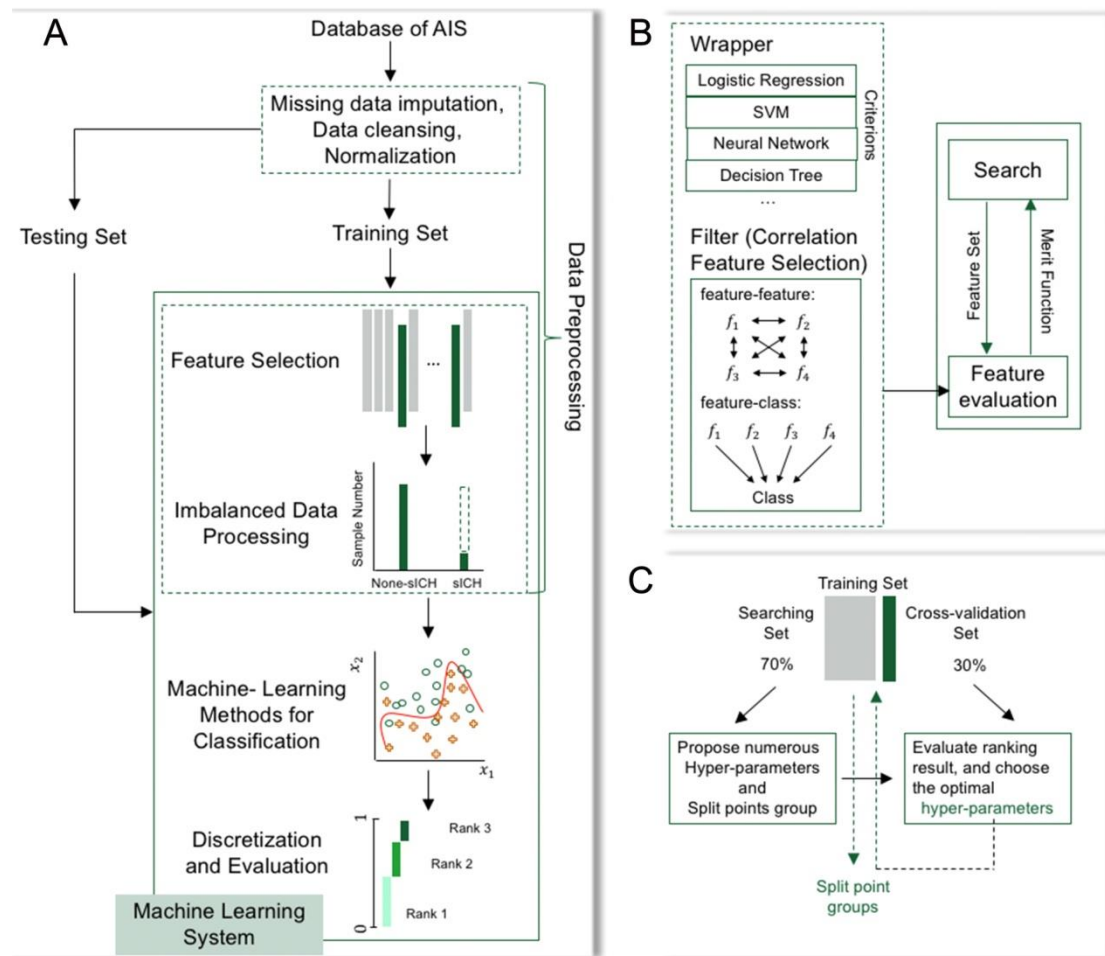 A
Database of AIS
Missing data imputation,
Data cleansing,
Normalization
Testing Set
Training Set
Data Preprocessing
Feature Selection
...
Imbalanced Data
Processing
Sample Number
None-sICH
sICH
Machine- Learning
Methods for
Classification
x₂
x₁
Discretization
and Evaluation
1
0
Rank 3
Rank 2
Rank 1
Machine Learning
System
B
Wrapper
Logistic Regression
SVM
Neural Network
Decision Tree
...
Criterions
Filter (Correlation
Feature Selection)
feature-feature:
f₁ f₂
f₃ f₄
feature-class:
f₁ f₂ f₃ f₄
Class
Search
Feature Set
Merit Function
Feature
evaluation
C
Training Set
Searching
Set
70%
Cross-validation
Set
30%
Propose numerous
Hyper-parameters
and
Split points group
Evaluate ranking
result, and choose
the optimal
hyper-parameters
Split point
groups